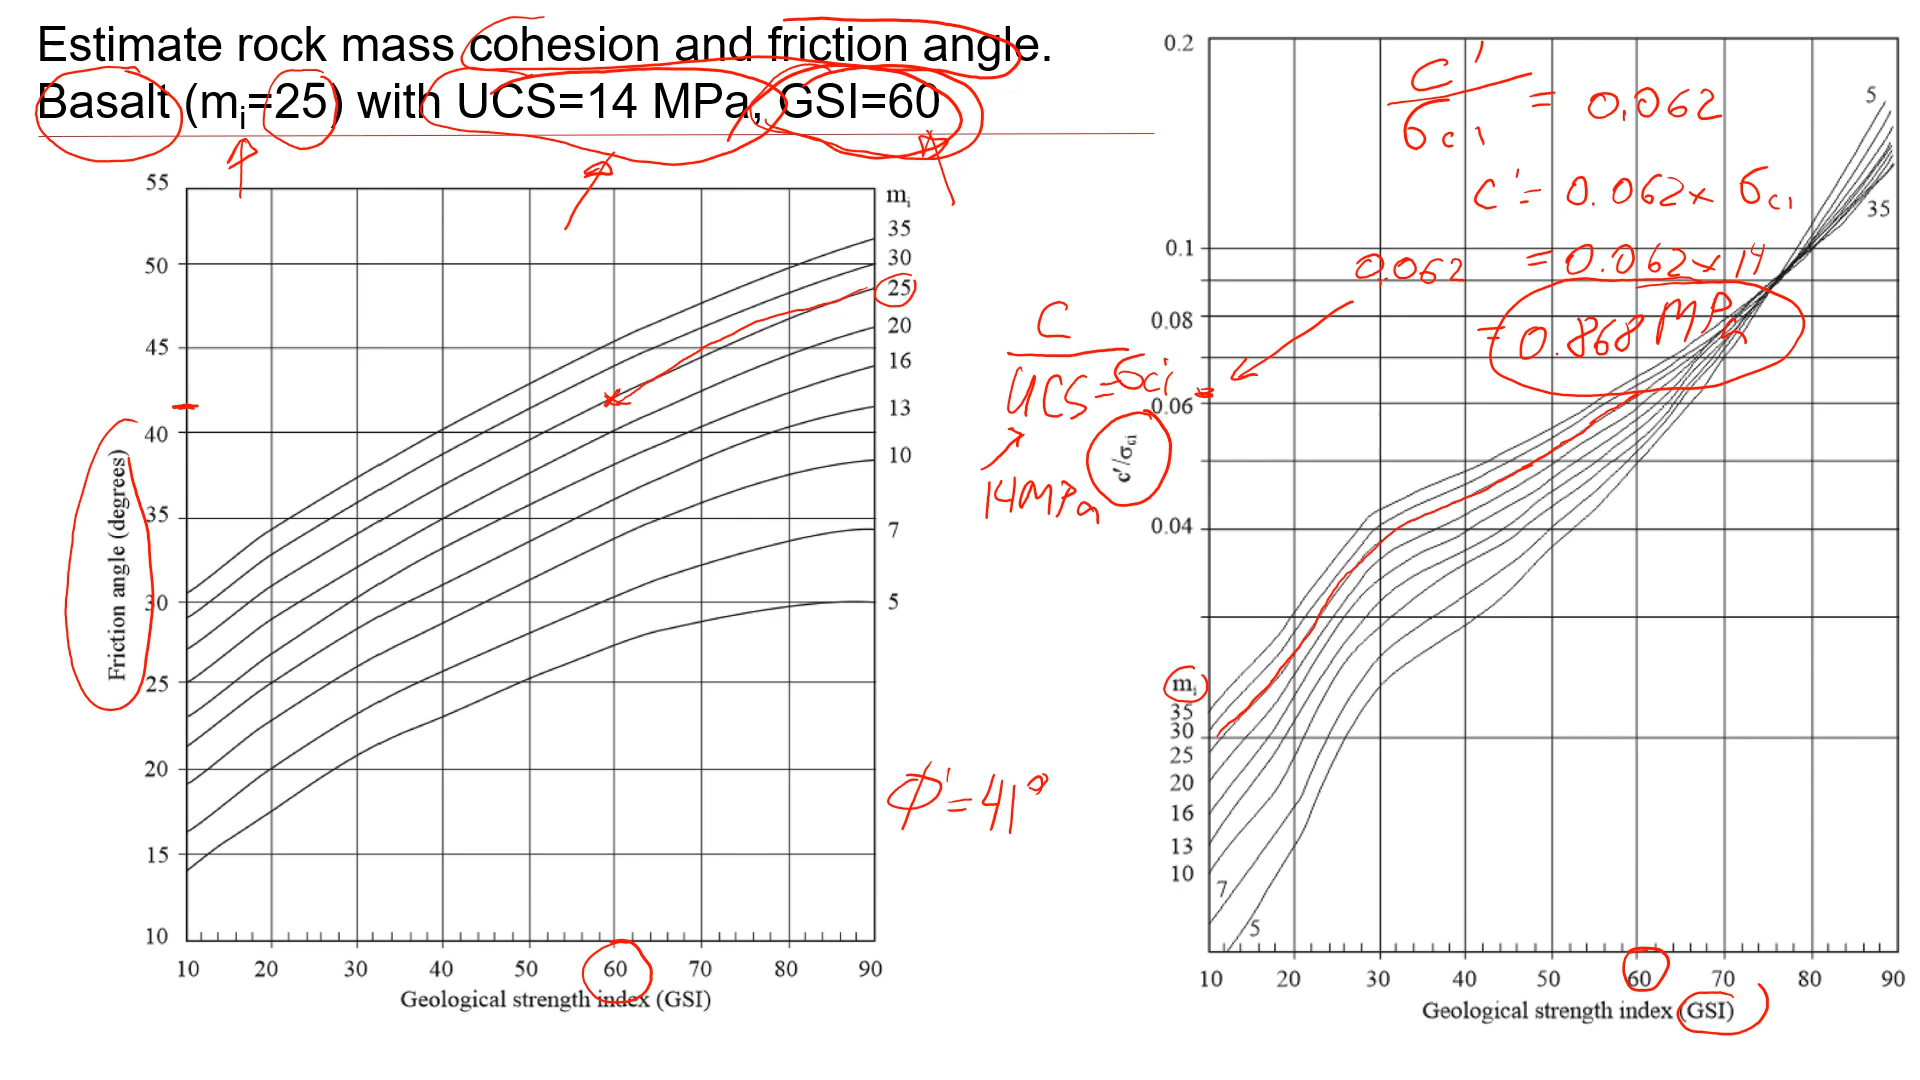 Estimate rock mass cohesion and friction angle.
Basalt (mi=25) with UCS=14 MPa, GSI=60
55
50
45
40
35
30
25
20
15
10
Friction angle (degrees)
mi
35
30
25
20
16
13
10
7
5
10 20 30 40 50 60 70 80 90
Geological strength index (GSI)
ϕ' = 41°
C
UCS = σci
14 MPa
c'/σci
0.2
0.1
0.08
0.06
0.04
mi
35
30
25
20
16
13
10
7
5
5
35
C'/σci = 0.062
C' = 0.062 x σci
= 0.062 x 14
= 0.868 MPa
0.062
10 20 30 40 50 60 70 80 90
Geological strength index (GSI)